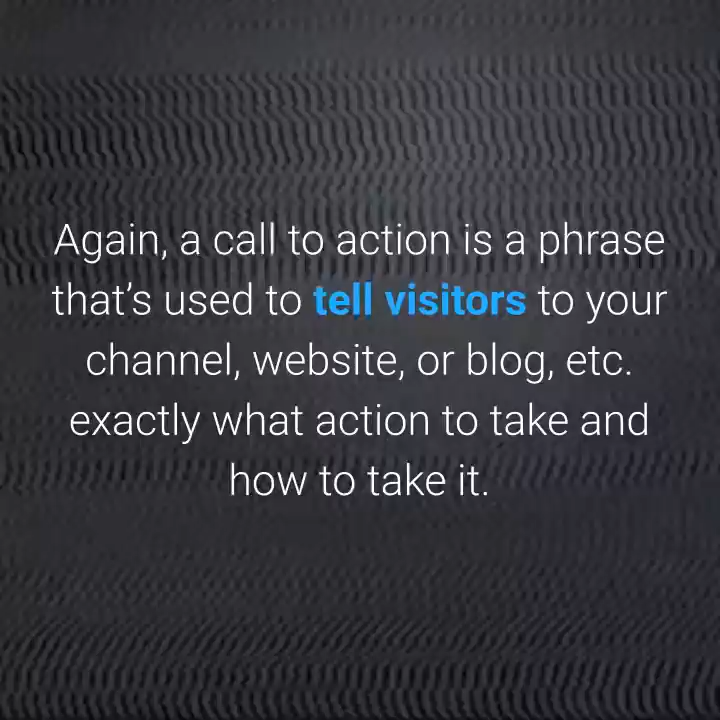 Again, a call to action is a phrase
that’s used to tell visitors to your
channel, website, or blog, etc.
exactly what action to take and
how to take it.